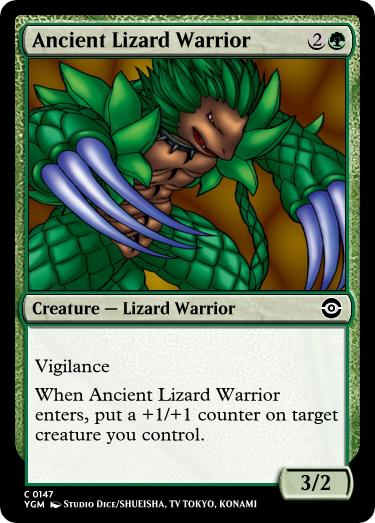 Ancient Lizard Warrior 2
Creature — Lizard Warrior
Vigilance
When Ancient Lizard Warrior
enters, put a +1/+1 counter on target
creature you control.
3/2
C 0147
YGM Studio Dice/SHUEISHA, TV TOKYO, KONAMI